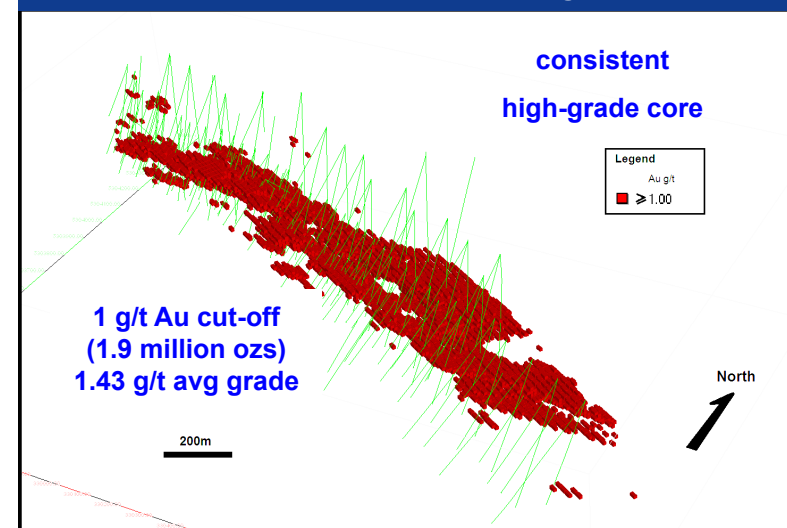 consistent
high-grade core
Legend
Au g/t
≥ 1.00
1 g/t Au cut-off
(1.9 million ozs)
1.43 g/t avg grade
North
200m